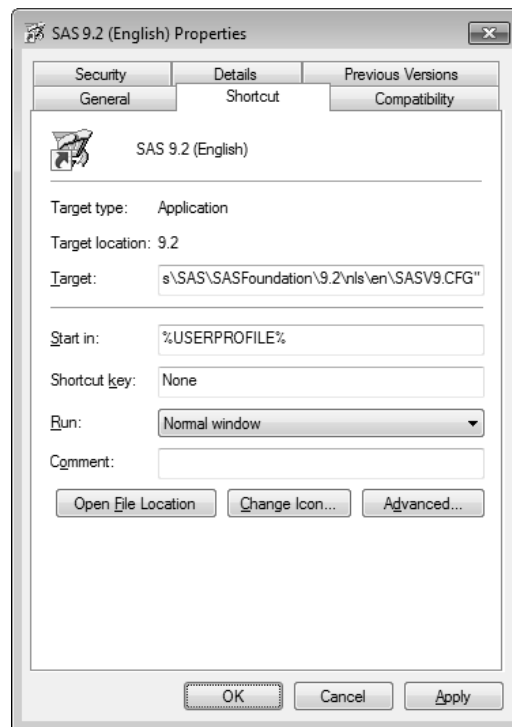 SAS 9.2 (English) Properties
Security Details Previous Versions
General Shortcut Compatibility
SAS 9.2 (English)
Target type: Application
Target location: 9.2
Target: s\SAS\SASFoundation\9.2\nls\en\SASV9.CFG"
Start in: %USERPROFILE%
Shortcut key: None
Run: Normal window
Comment:
Open File Location Change Icon... Advanced...
OK Cancel Apply